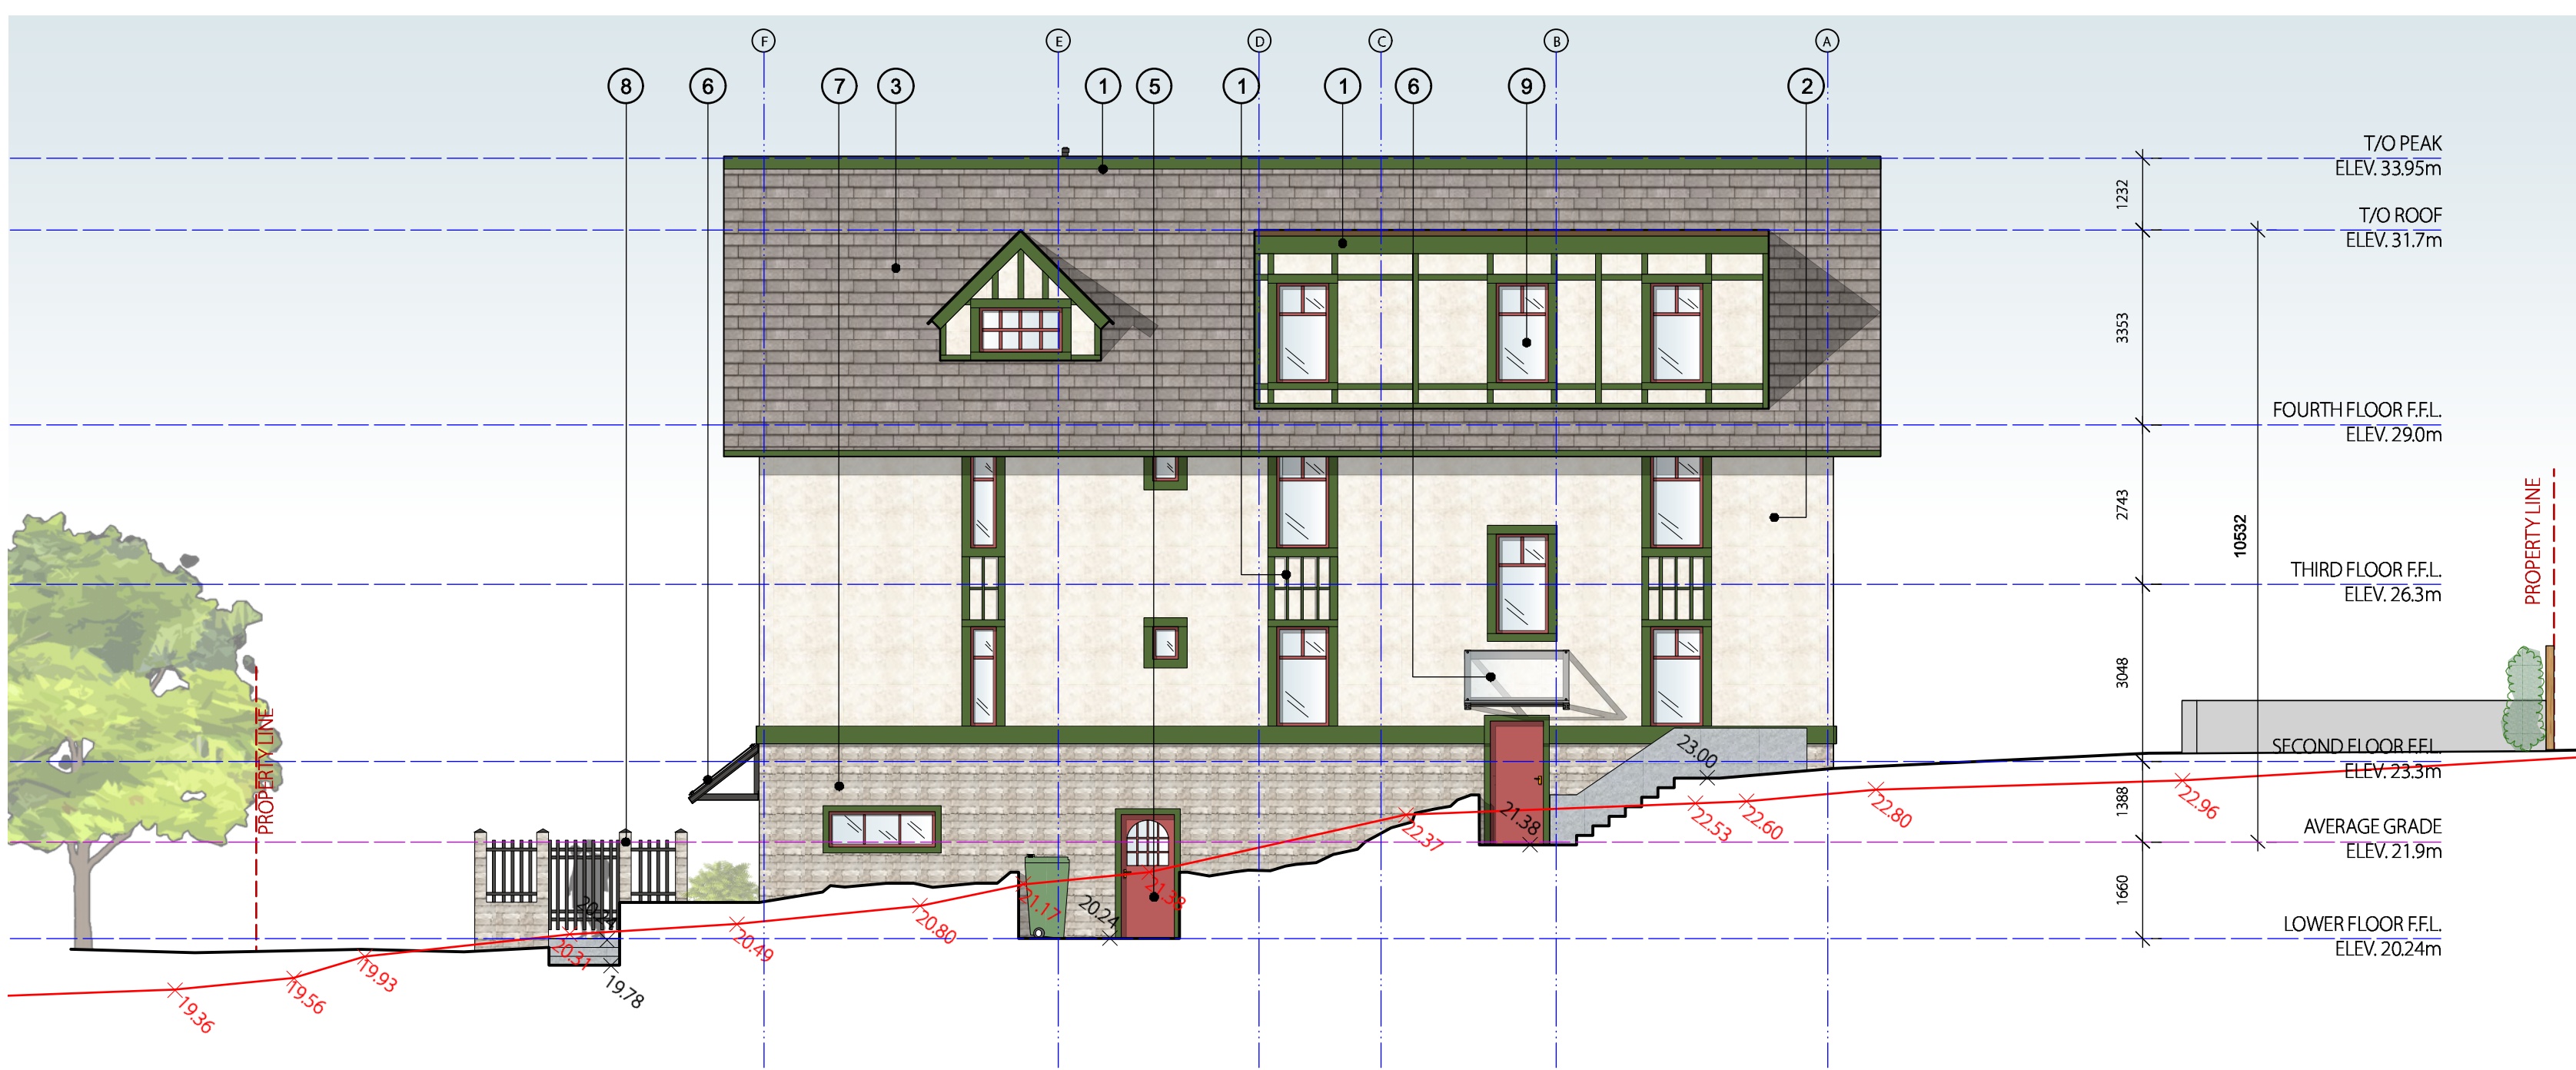 F
E
D
C
B
A
8
6
7
3
1
5
1
1
6
9
2
T/O PEAK
ELEV. 33.95m
1232
T/O ROOF
ELEV. 31.7m
3353
FOURTH FLOOR F.F.L.
ELEV. 29.0m
2743
10532
PROPERTY LINE
THIRD FLOOR F.F.L.
ELEV. 26.3m
3048
PROPERTY LINE
23.00
SECOND FLOOR F.F.L.
ELEV. 23.3m
1388
22.96
22.80
22.60
22.53
21.38
22.37
AVERAGE GRADE
ELEV. 21.9m
1660
21.38
21.17
20.24
20.80
20.49
20.31
LOWER FLOOR F.F.L.
ELEV. 20.24m
19.93
19.56
19.78
19.36